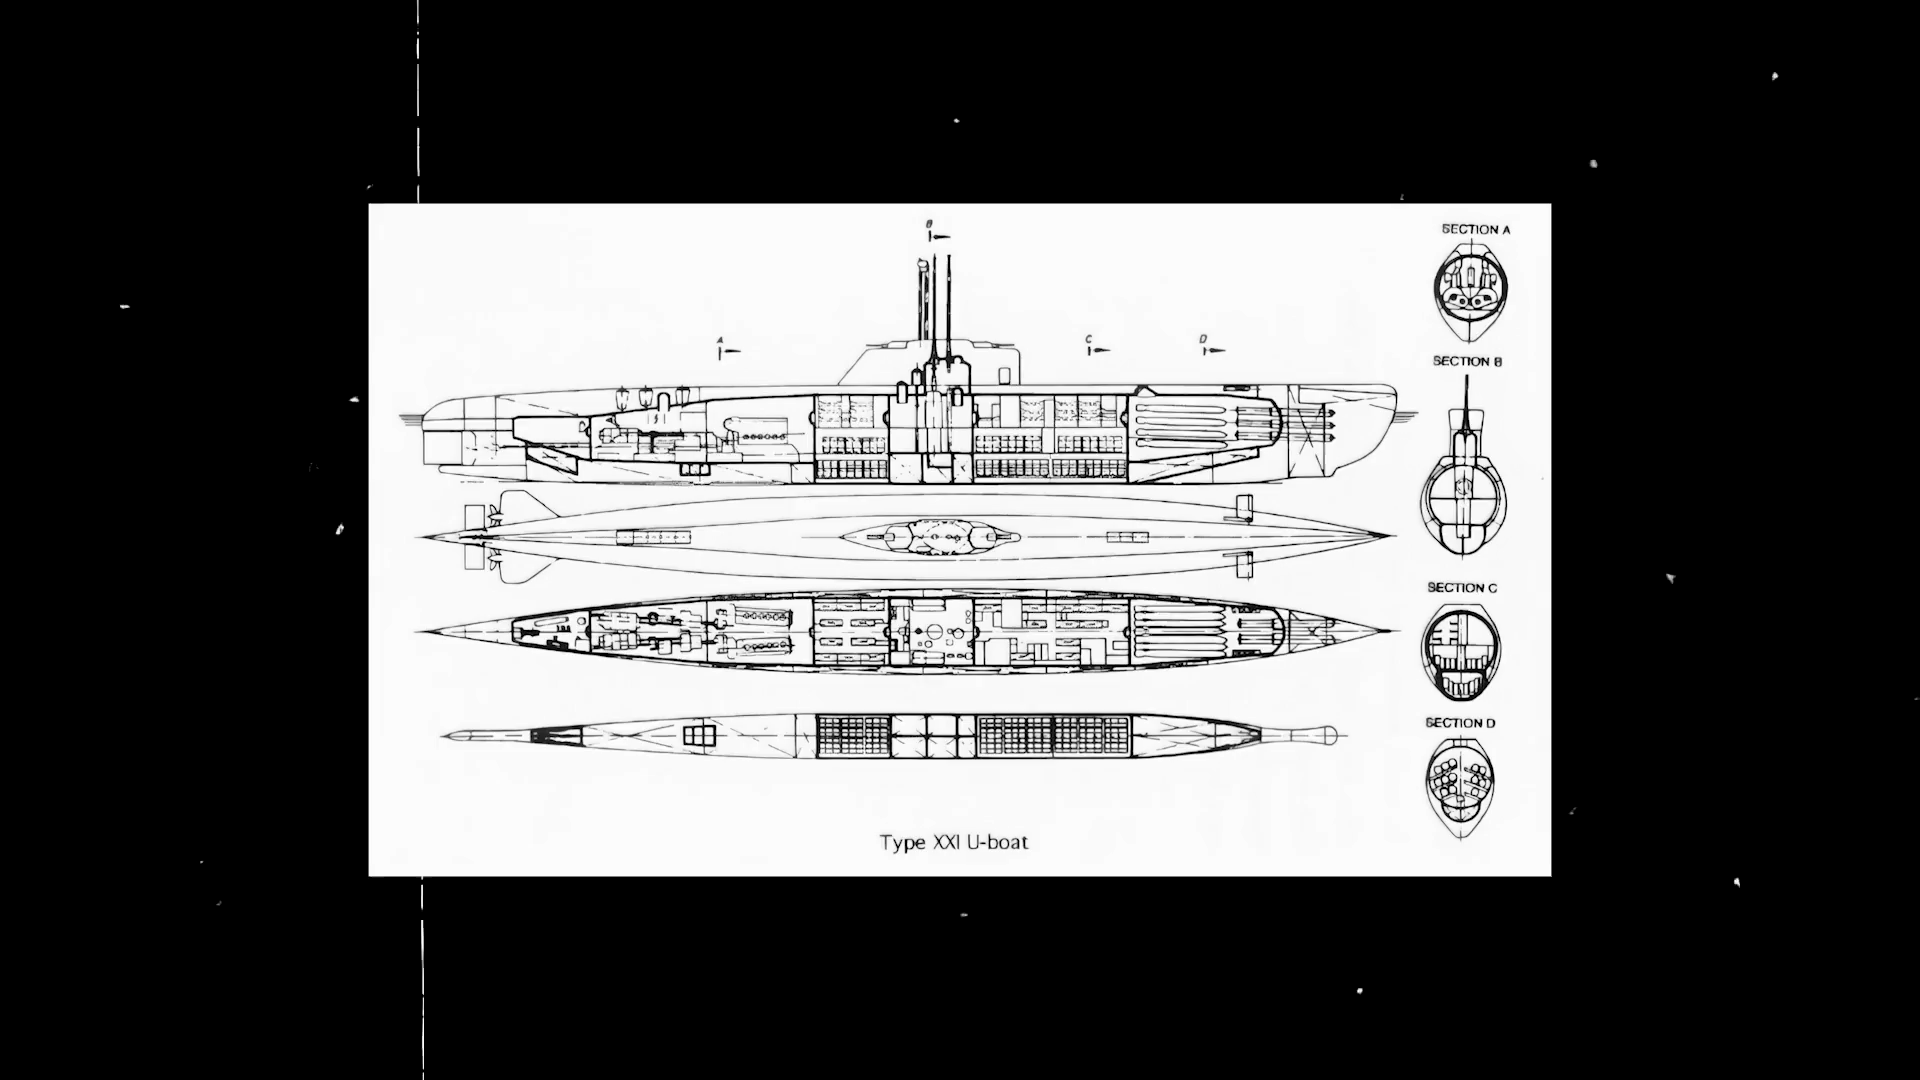 B
SECTION A
A
C
D
SECTION B
SECTION C
SECTION D
Type XXI U-boat